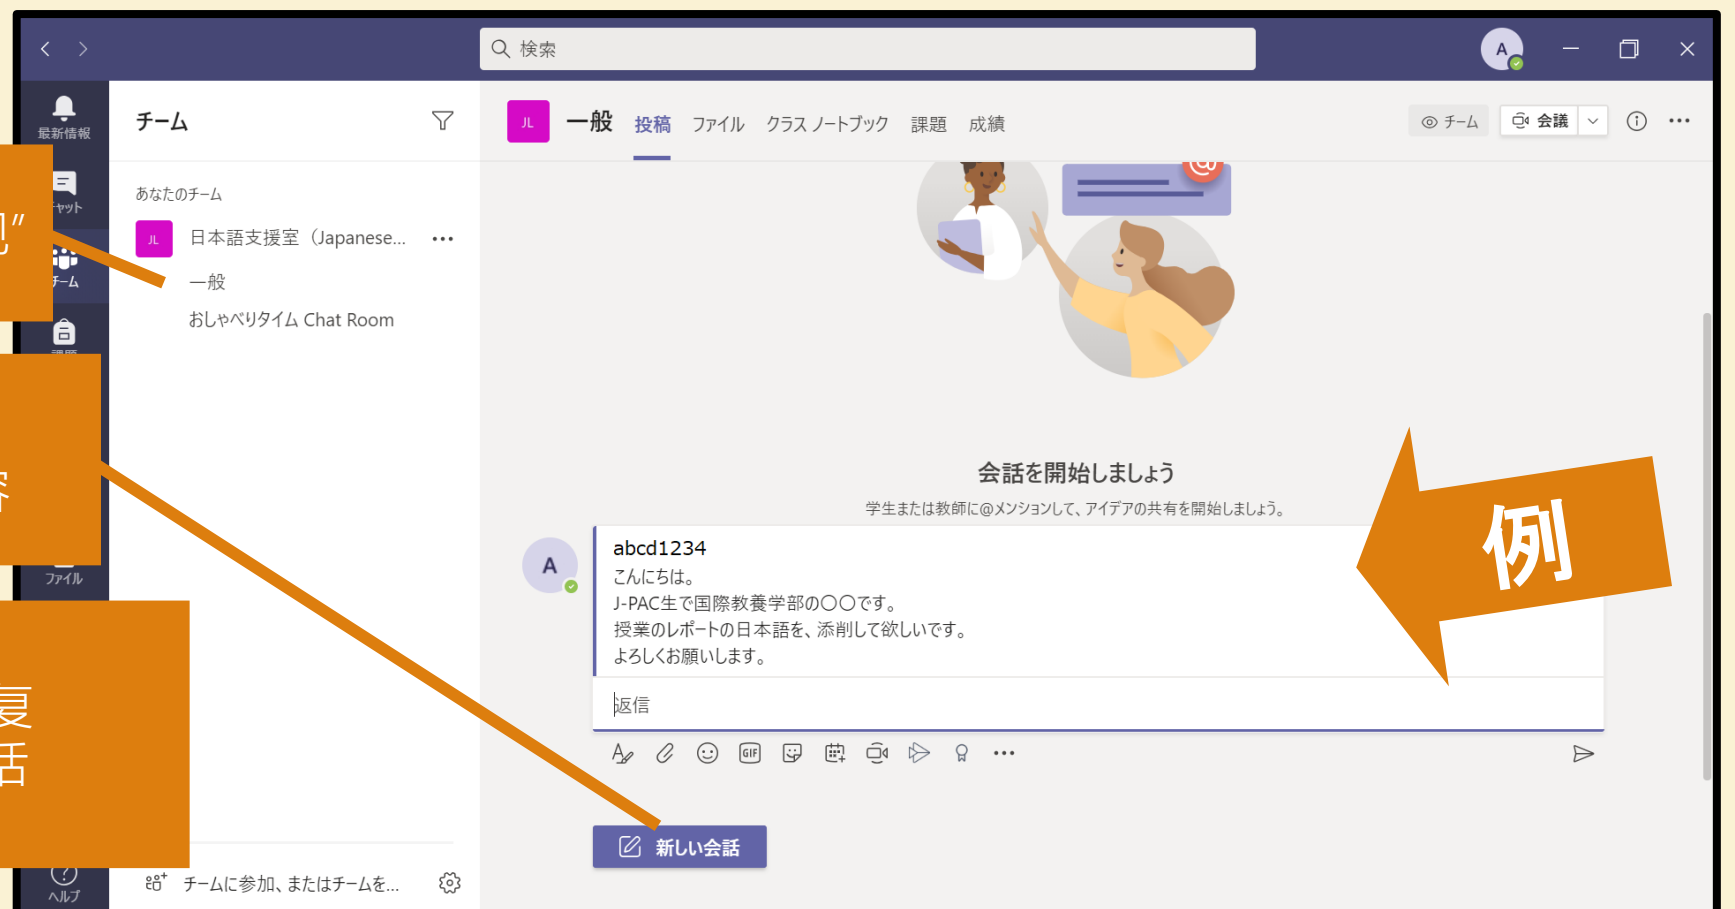 検索
A
最新情報
チーム
JL
一般
投稿
ファイル
クラス ノートブック
課題
成績
チーム
会議
あなたのチーム
JL
日本語支援室（Japanese...
一般
おしゃべりタイム Chat Room
チーム
ファイル
ヘルプ
容
复
话
会話を開始しましょう
学生または教師に@メンションして、アイデアの共有を開始しましょう。
例
A
abcd1234
こんにちは。
J-PAC生で国際教養学部の〇〇です。
授業のレポートの日本語を、添削して欲しいです。
よろしくお願いします。
返信
GIF
新しい会話
チームに参加、またはチームを...